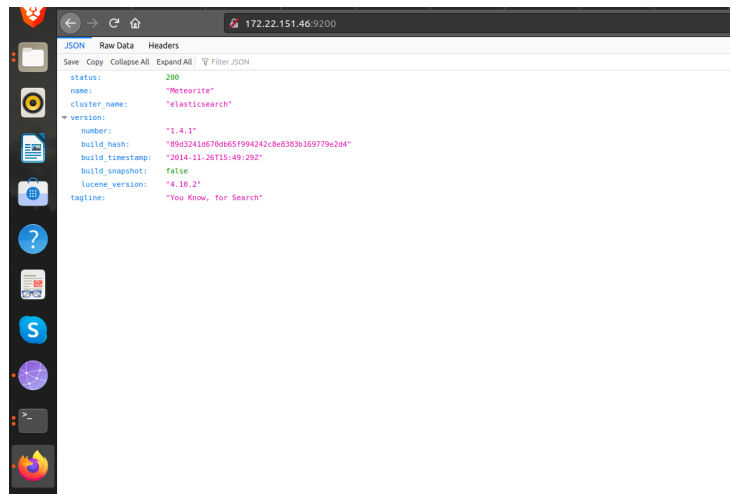 172.22.151.46:9200
JSON Raw Data Headers
Save Copy Collapse All Expand All Filter JSON
status: 200
name: "Meteorite"
cluster_name: "elasticsearch"
version:
number: "1.4.1"
build_hash: "89d3241d670db65f994242c8e8383b169779e2d4"
build_timestamp: "2014-11-26T15:49:29Z"
build_snapshot: false
lucene_version: "4.10.2"
tagline: "You Know, for Search"